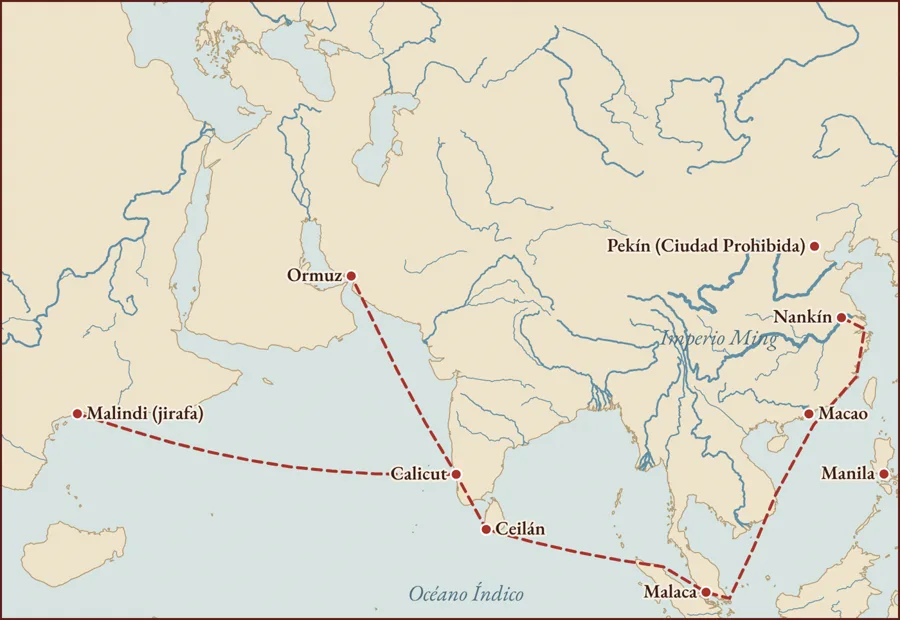 Pekín (Ciudad Prohibida)
Ormuz
Nankín
Imperio Ming
Malindi (jirafa)
Macao
Calicut
Manila
Ceilán
Malaca
Océano Índico